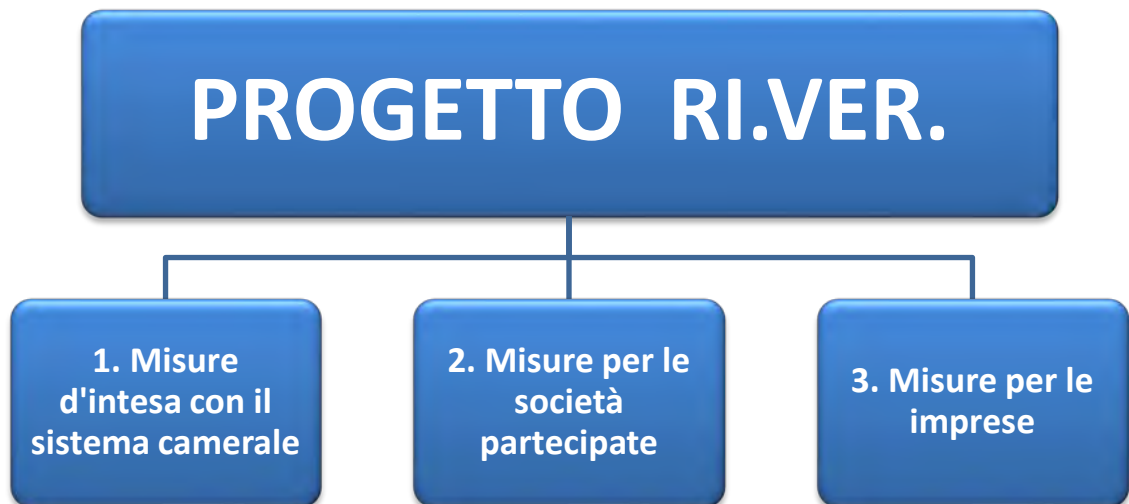 PROGETTO RI.VER.
1. Misure
d'intesa con il
sistema camerale
2. Misure per le
società
partecipate
3. Misure per le
imprese